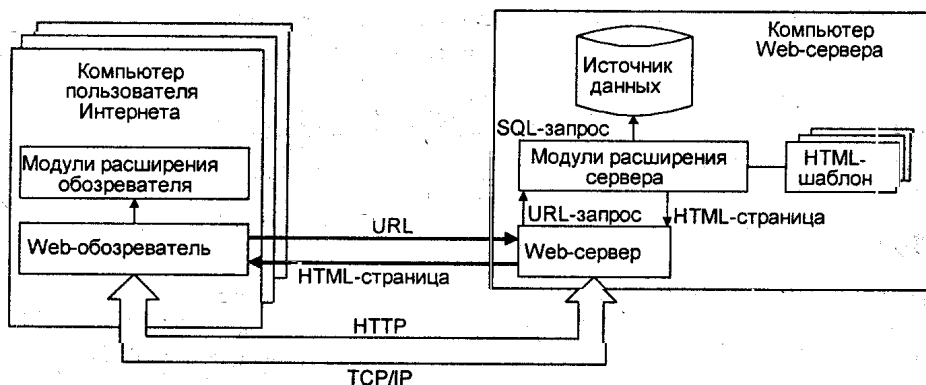 Компьютер
пользователя
Интернета
Модули расширения
обозревателя
Web-обозреватель
URL
HTML-страница
HTTP
TCP/IP
Компьютер
Web-сервера
Источник
данных
SQL-запрос
Модули расширения
сервера
HTML-
шаблон
URL-запрос
HTML-страница
Web-сервер